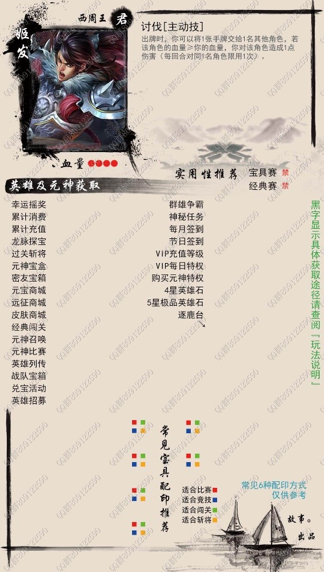 西周王 君
姬发
讨伐[主动技]
出牌时，你可以将1张手牌交给1名其他角色，若
该角色的血量≥你的血量，你对该角色造成1点
伤害（每回合对同1名角色限用1次）。
血量
实用性推荐 宝具赛 禁
经典赛 禁
英雄及元神获取
幸运摇奖
累计消费
累计充值
龙脉探宝
过关斩将
元神宝盒
密友宝箱
元宝商城
远征商城
皮肤商城
经典闯关
元神召唤
元神比赛
英雄列传
战队宝箱
兑宝活动
英雄招募
群雄争霸
神秘任务
每月签到
节日签到
VIP充值等级
VIP每日特权
购买元神特权
4星英雄石
5星极品英雄石
逐鹿台
黑字显示具体获取途径请查阅『玩法说明』
常见宝具配印推荐
适合比赛
适合竞技
适合闯关
适合斩将
常见6种配印方式
仅供参考
故事。
出品